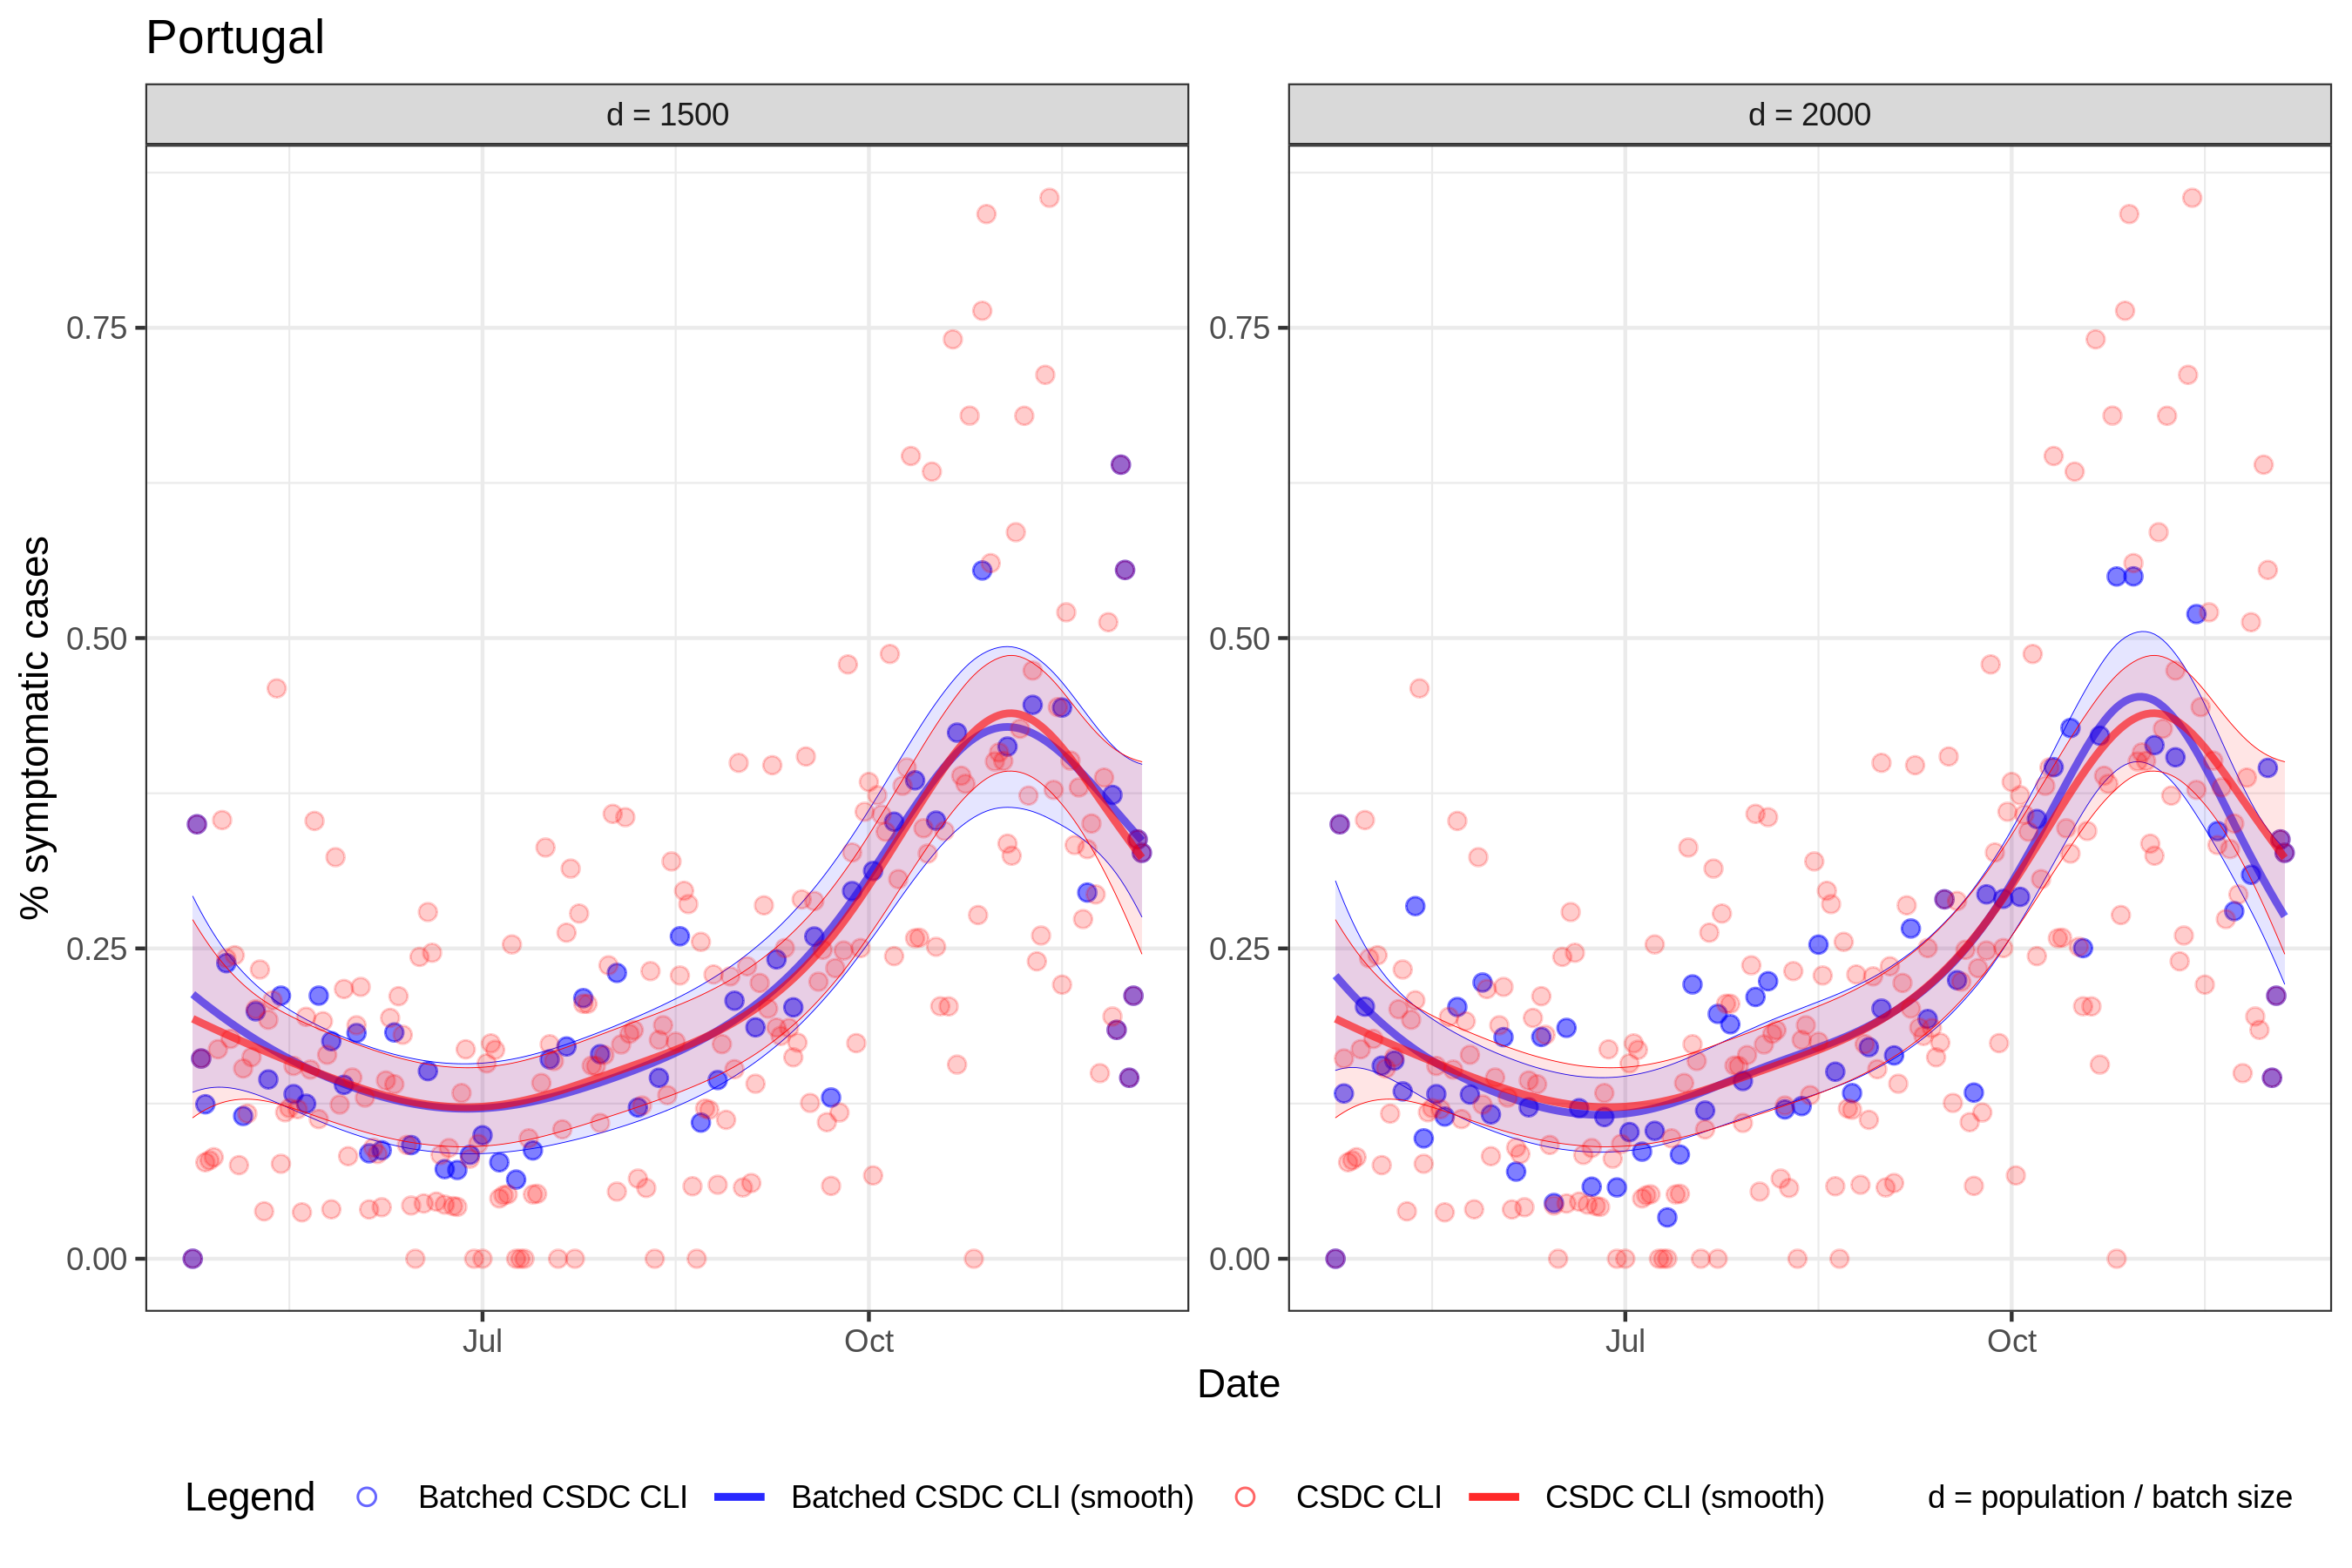 Portugal
d = 1500
d = 2000
% symptomatic cases
0.75
0.50
0.25
0.00
0.75
0.50
0.25
0.00
Jul
Oct
Jul
Oct
Date
Legend
Batched CSDC CLI
Batched CSDC CLI (smooth)
CSDC CLI
CSDC CLI (smooth)
d = population / batch size